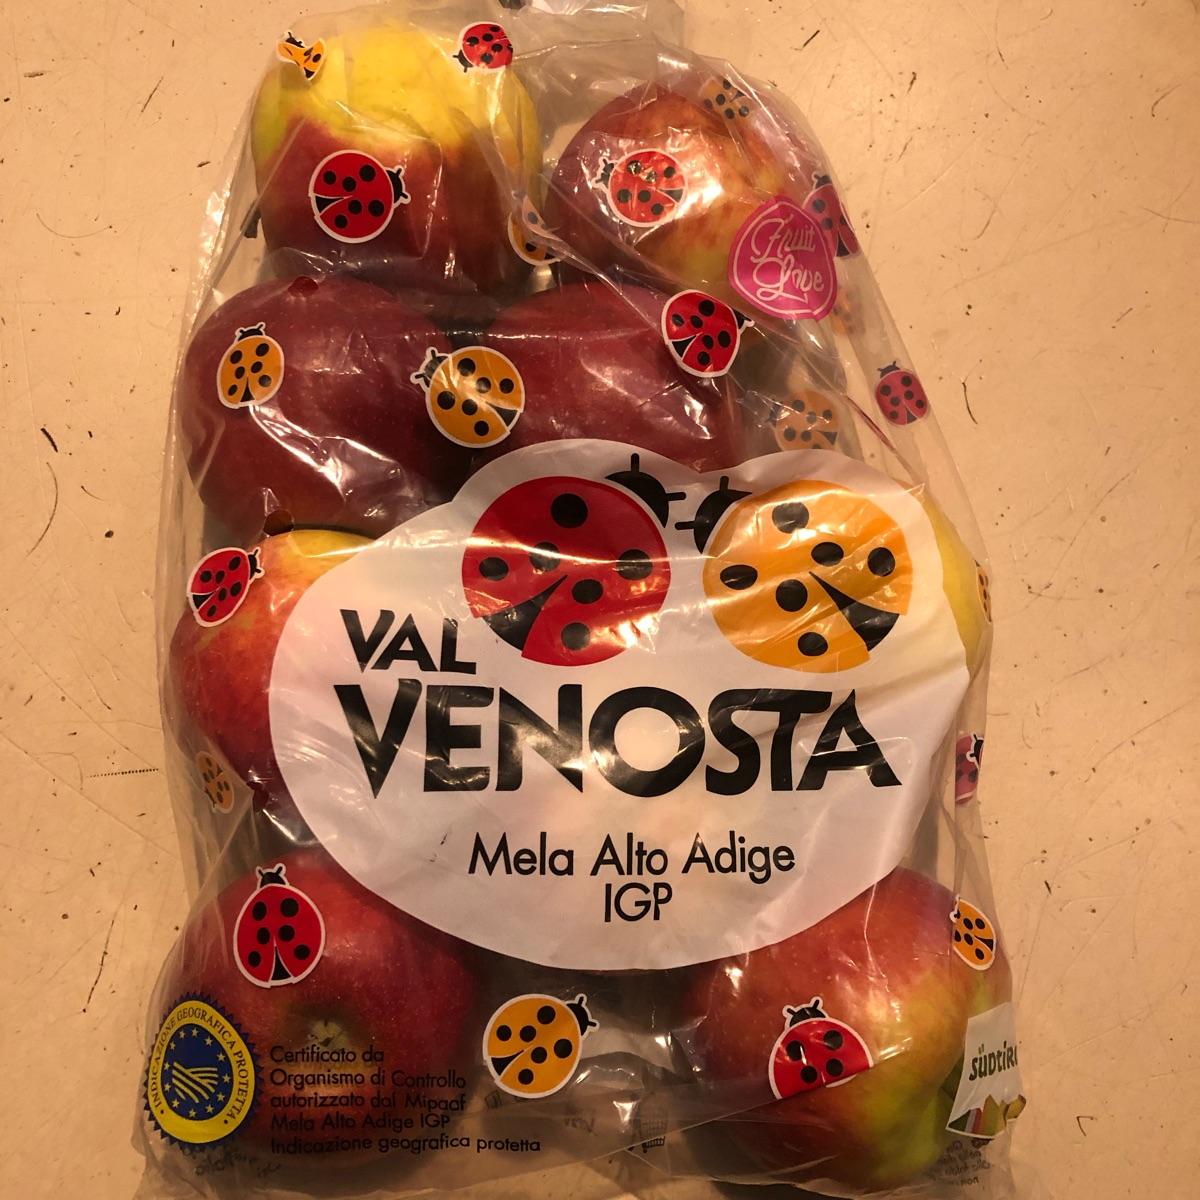 Fruit
Love
VAL
VENOSTA
Mela Alto Adige
IGP
INDICAZIONE GEOGRAFICA PROTETTA
Certificato da
Organismo di Controllo
autorizzato dal Mipaaf
Mela Alto Adige IGP
Indicazione geografica protetta